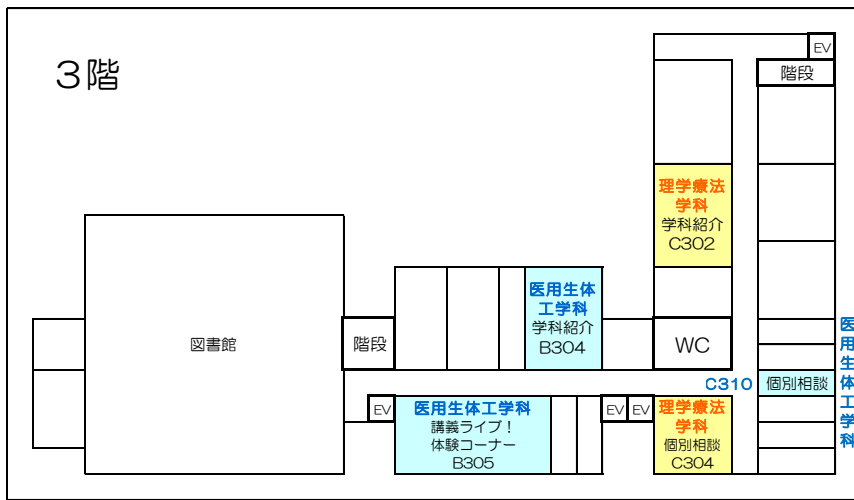 3階
EV
階段
理学療法
学科
学科紹介
C302
医用生体
工学科
学科紹介
B304
図書館
階段
WC
C310
個別相談
医用生体工学科
EV
医用生体工学科
講義ライブ！
体験コーナー
B305
EV
EV
理学療法
学科
個別相談
C304